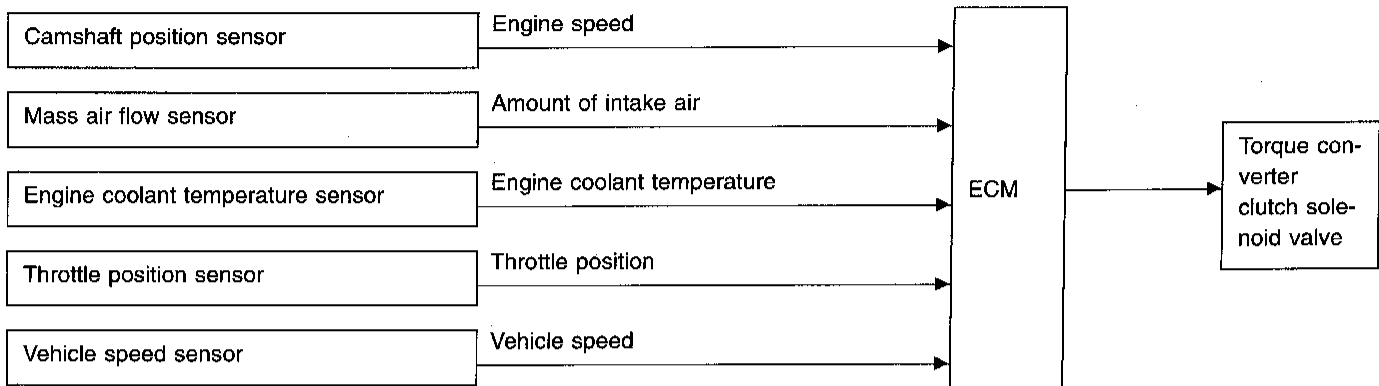 Camshaft position sensor
Engine speed
Mass air flow sensor
Amount of intake air
Engine coolant temperature sensor
Engine coolant temperature
Throttle position sensor
Throttle position
Vehicle speed sensor
Vehicle speed
ECM
Torque con-
verter
clutch sole-
noid valve